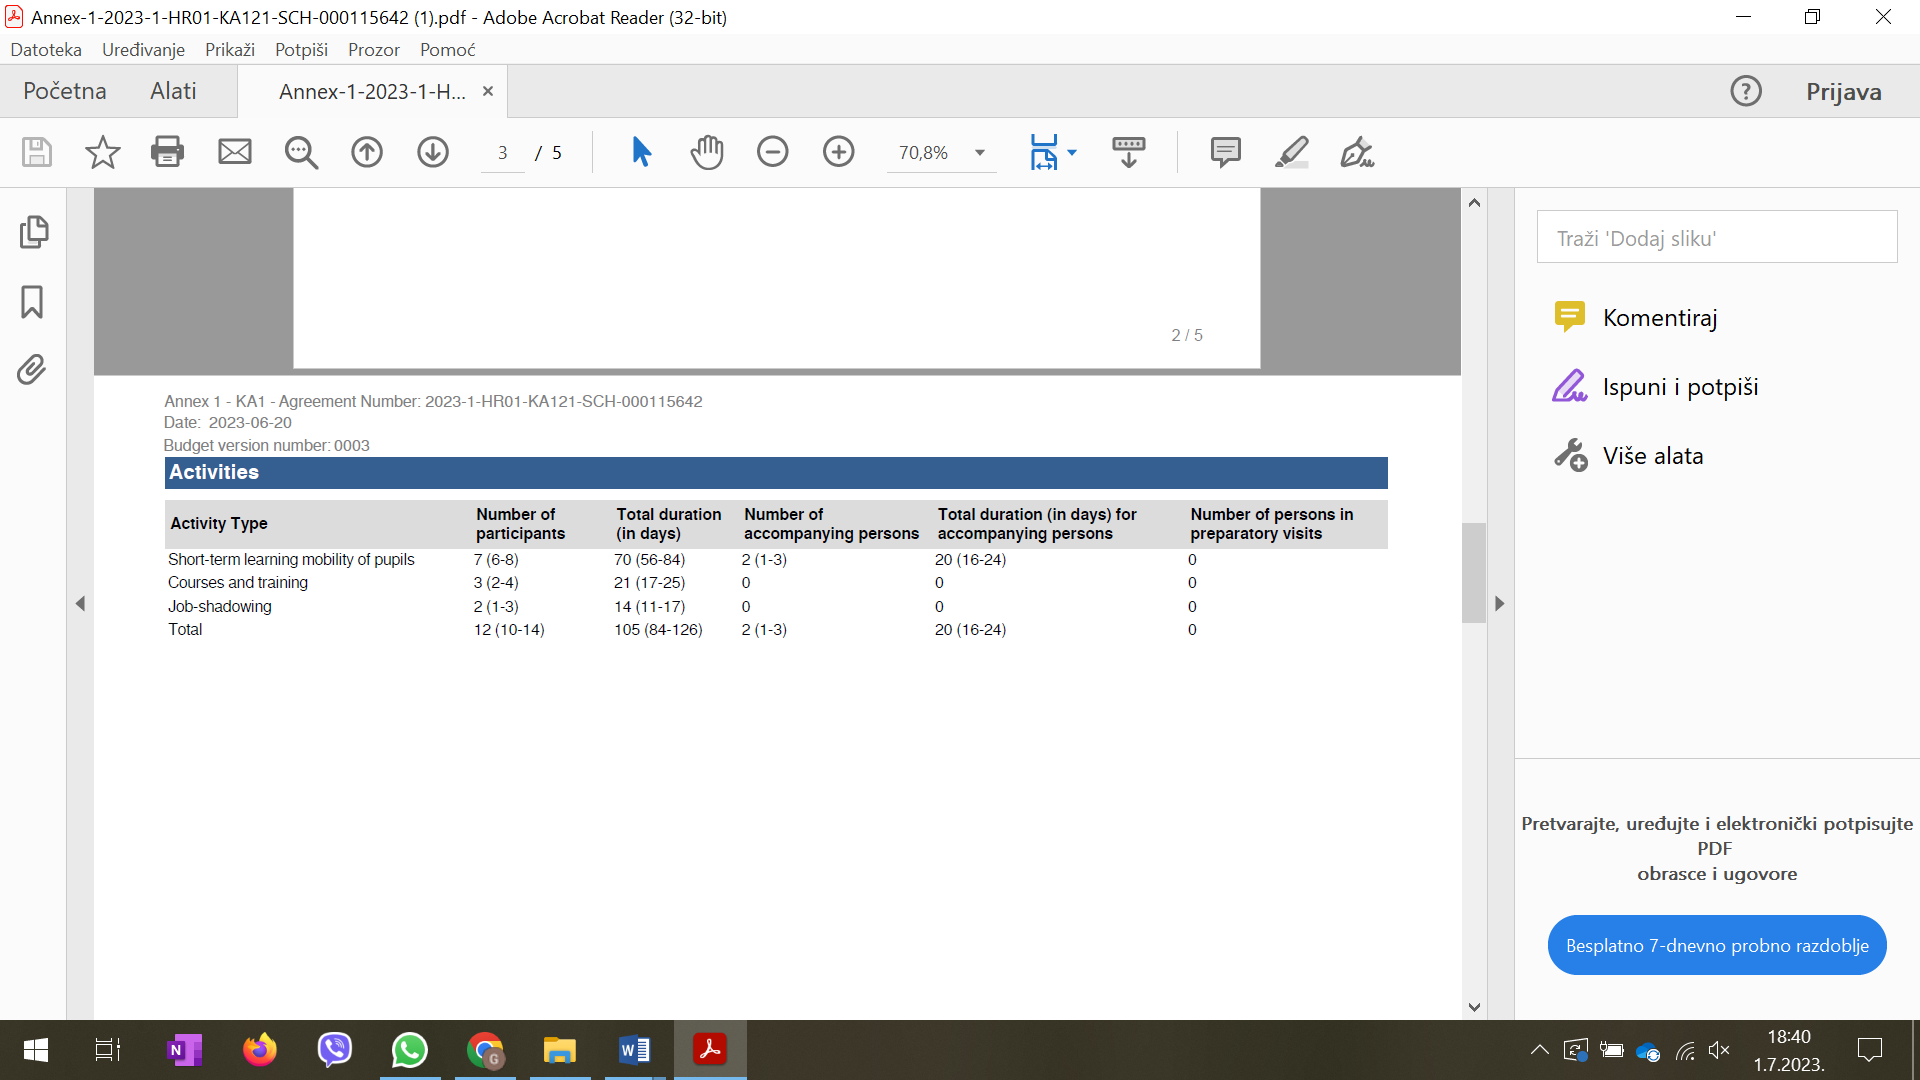 Annex-1-2023-1-HR01-KA121-SCH-000115642 (1).pdf - Adobe Acrobat Reader (32-bit)
Datoteka Uređivanje Prikaži Potpiši Prozor Pomoć
Početna Alati Annex-1-2023-1-H... × ? Prijava
3 / 5 70,8%
2 / 5
Annex 1 - KA1 - Agreement Number: 2023-1-HR01-KA121-SCH-000115642
Date: 2023-06-20
Budget version number: 0003
Activities
Activity Type Number of participants Total duration (in days) Number of accompanying persons Total duration (in days) for accompanying persons Number of persons in preparatory visits
Short-term learning mobility of pupils 7 (6-8) 70 (56-84) 2 (1-3) 20 (16-24) 0
Courses and training 3 (2-4) 21 (17-25) 0 0 0
Job-shadowing 2 (1-3) 14 (11-17) 0 0 0
Total 12 (10-14) 105 (84-126) 2 (1-3) 20 (16-24) 0
Traži 'Dodaj sliku'
Komentiraj
Ispuni i potpiši
Više alata
Pretvarajte, uređujte i elektronički potpisujte
PDF
obrasce i ugovore
Besplatno 7-dnevno probno razdoblje
18:40
1.7.2023.